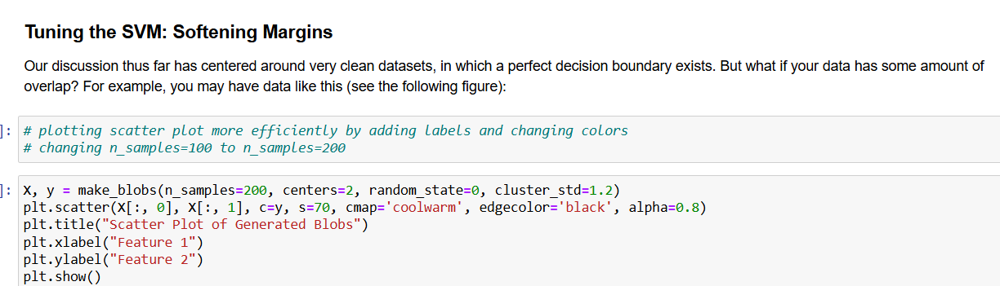 Tuning the SVM: Softening Margins
Our discussion thus far has centered around very clean datasets, in which a perfect decision boundary exists. But what if your data has some amount of
overlap? For example, you may have data like this (see the following figure):
]: # plotting scatter plot more efficiently by adding labels and changing colors
# changing n_samples=100 to n_samples=200
]: X, y = make_blobs(n_samples=200, centers=2, random_state=0, cluster_std=1.2)
plt.scatter(X[:, 0], X[:, 1], c=y, s=70, cmap='coolwarm', edgecolor='black', alpha=0.8)
plt.title("Scatter Plot of Generated Blobs")
plt.xlabel("Feature 1")
plt.ylabel("Feature 2")
plt.show()